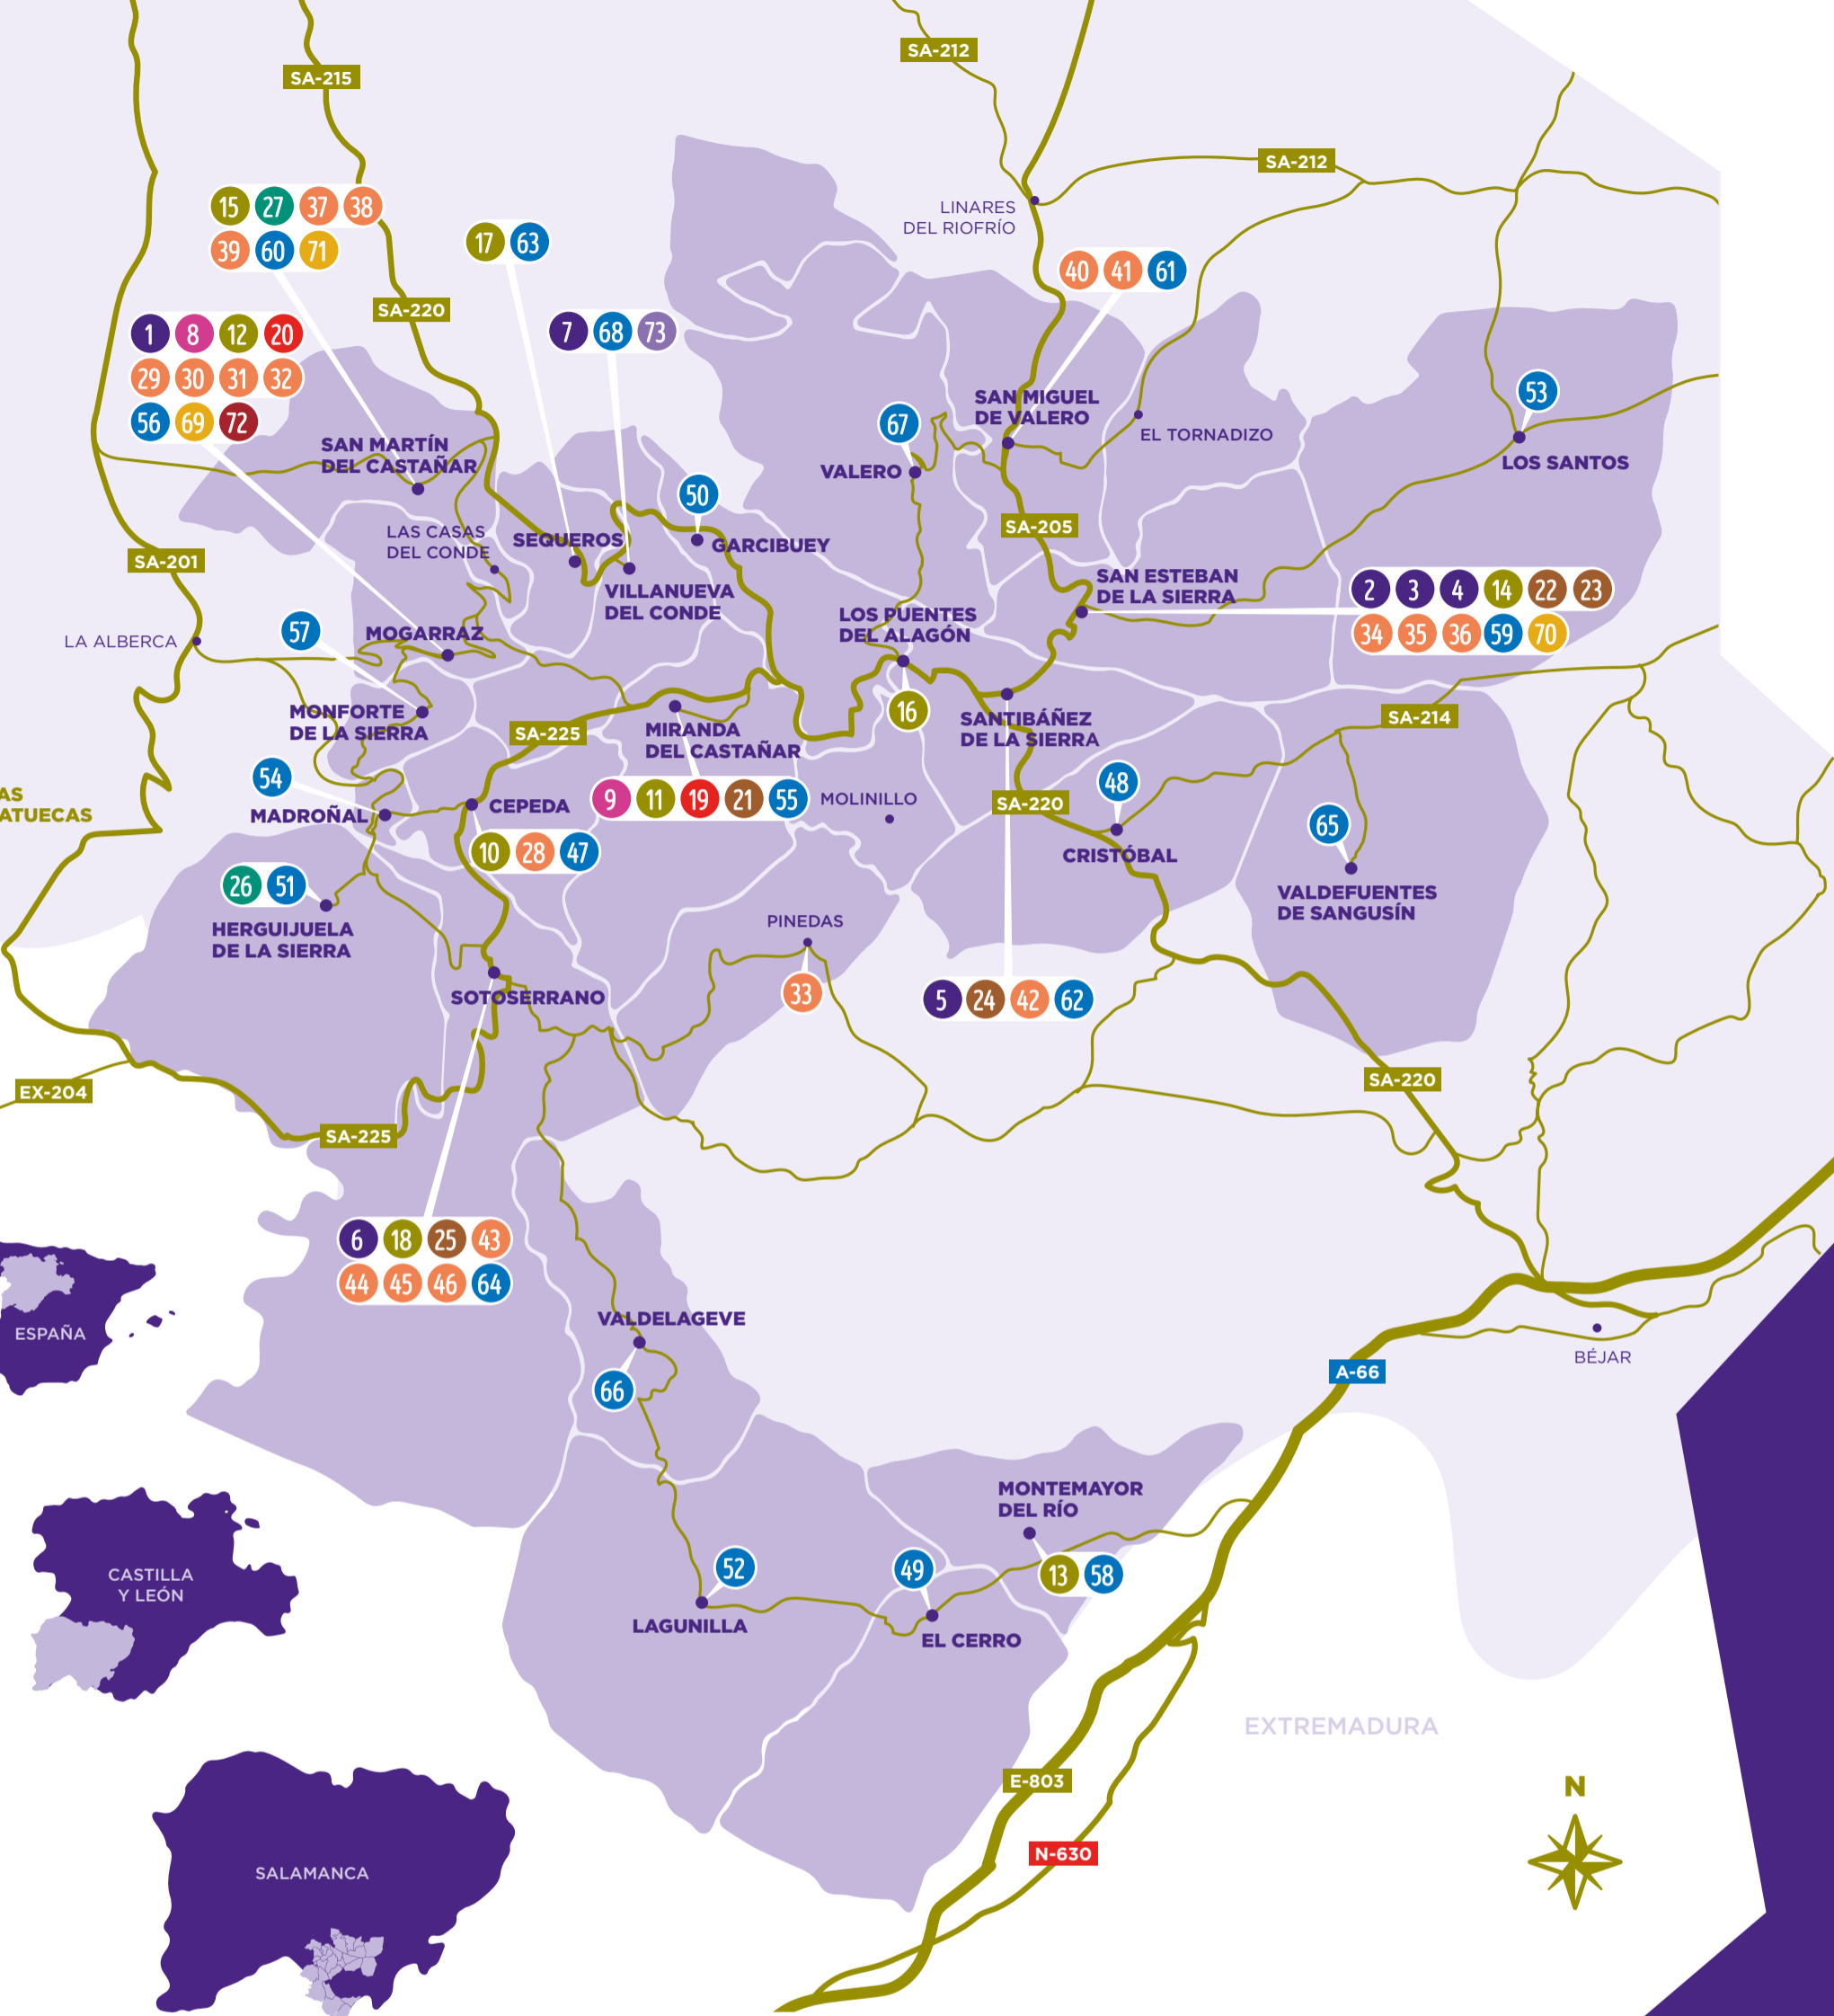 SA-212
SA-215
SA-212
LINARES
DEL RIOFRÍO
15 27 37 38
39 60 71
17 63
40 41 61
SA-220
7 68 73
1 8 12 20
29 30 31 32
56 69 72
SAN MARTÍN
DEL CASTAÑAR
SAN MIGUEL
DE VALERO
67
VALERO
EL TORNADIZO
53
LOS SANTOS
50
LAS CASAS
DEL CONDE
SEQUEROS
GARCIBUEY
SA-205
SA-201
VILLANUEVA
DEL CONDE
SAN ESTEBAN
DE LA SIERRA
2 3 4 14 22 23
34 35 36 59 70
LOS PUENTES
DEL ALAGÓN
LA ALBERCA
57
MOGARRAZ
MONFORTE
DE LA SIERRA
SA-225
MIRANDA
DEL CASTAÑAR
16
SANTIBÁÑEZ
DE LA SIERRA
SA-214
54
AS
ATUECAS
MADROÑAL
CEPEDA
9 11 19 21 55
MOLINILLO
SA-220
48
65
10 28 47
CRISTÓBAL
26 51
HERGUIJUELA
DE LA SIERRA
VALDEFUENTES
DE SANGUSÍN
PINEDAS
33
SOTOSERRANO
5 24 42 62
EX-204
SA-220
SA-225
6 18 25 43
44 45 46 64
ESPAÑA
VALDELAGEVE
66
BÉJAR
A-66
MONTEMAYOR
DEL RÍO
13 58
CASTILLA
Y LEÓN
52
49
LAGUNILLA
EL CERRO
EXTREMADURA
E-803
N
N-630
SALAMANCA